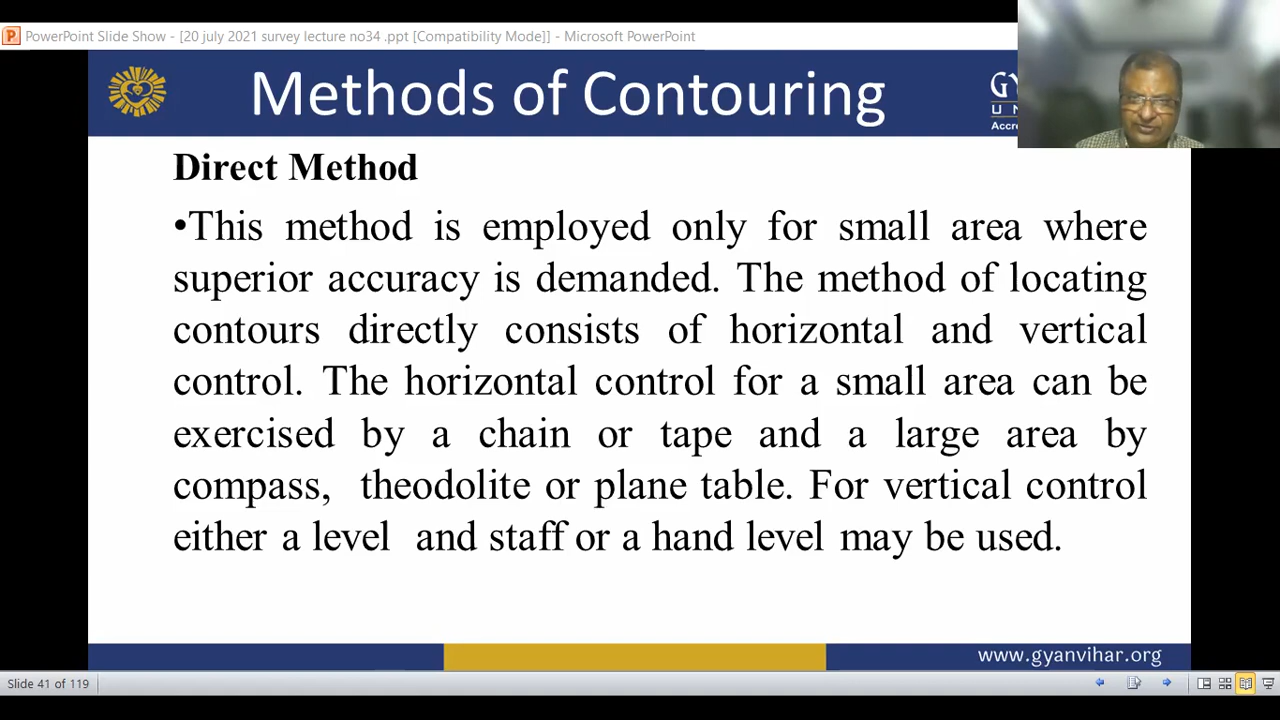 PowerPoint Slide Show - [20 july 2021 survey lecture no34 .ppt [Compatibility Mode]] - Microsoft PowerPoint
Methods of Contouring
Direct Method
•This method is employed only for small area where
superior accuracy is demanded. The method of locating
contours directly consists of horizontal and vertical
control. The horizontal control for a small area can be
exercised by a chain or tape and a large area by
compass, theodolite or plane table. For vertical control
either a level and staff or a hand level may be used.
www.gyanvihar.org
Slide 41 of 119